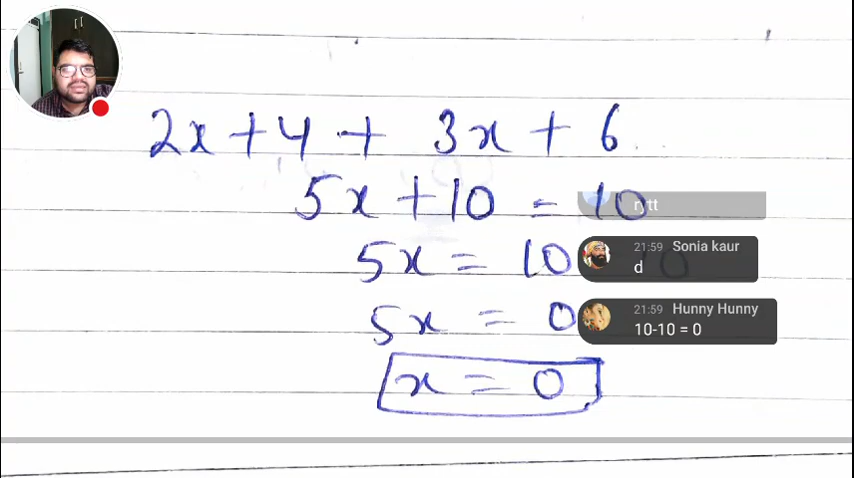 2x + 4 + 3x + 6
5x + 10 = 10
rytt
5x = 10
21:59 Sonia kaur
d
5x = 0
21:59 Hunny Hunny
10-10 = 0
x = 0